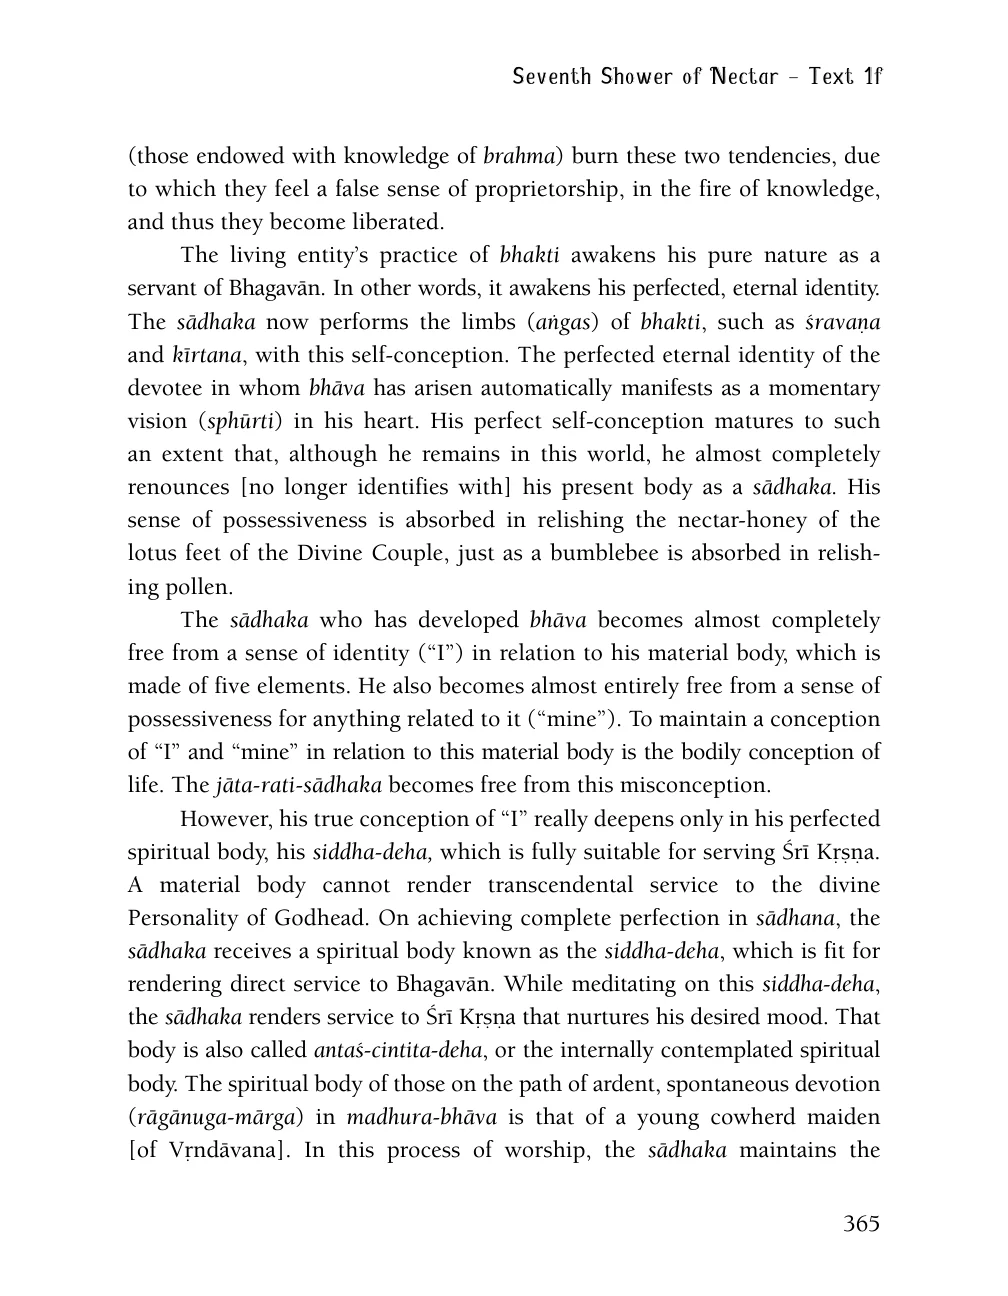 Seventh Shower of Nectar – Text 1f
(those endowed with knowledge of brahma) burn these two tendencies, due
to which they feel a false sense of proprietorship, in the fire of knowledge,
and thus they become liberated.
The living entity’s practice of bhakti awakens his pure nature as a
servant of Bhagavān. In other words, it awakens his perfected, eternal identity.
The sādhaka now performs the limbs (aṅgas) of bhakti, such as śravaṇa
and kīrtana, with this self-conception. The perfected eternal identity of the
devotee in whom bhāva has arisen automatically manifests as a momentary
vision (sphūrti) in his heart. His perfect self-conception matures to such
an extent that, although he remains in this world, he almost completely
renounces [no longer identifies with] his present body as a sādhaka. His
sense of possessiveness is absorbed in relishing the nectar-honey of the
lotus feet of the Divine Couple, just as a bumblebee is absorbed in relish-
ing pollen.
The sādhaka who has developed bhāva becomes almost completely
free from a sense of identity (“I”) in relation to his material body, which is
made of five elements. He also becomes almost entirely free from a sense of
possessiveness for anything related to it (“mine”). To maintain a conception
of “I” and “mine” in relation to this material body is the bodily conception of
life. The jāta-rati-sādhaka becomes free from this misconception.
However, his true conception of “I” really deepens only in his perfected
spiritual body, his siddha-deha, which is fully suitable for serving Śrī Kṛṣṇa.
A material body cannot render transcendental service to the divine
Personality of Godhead. On achieving complete perfection in sādhana, the
sādhaka receives a spiritual body known as the siddha-deha, which is fit for
rendering direct service to Bhagavān. While meditating on this siddha-deha,
the sādhaka renders service to Śrī Kṛṣṇa that nurtures his desired mood. That
body is also called antaś-cintita-deha, or the internally contemplated spiritual
body. The spiritual body of those on the path of ardent, spontaneous devotion
(rāgānuga-mārga) in madhura-bhāva is that of a young cowherd maiden
[of Vṛndāvana]. In this process of worship, the sādhaka maintains the
365